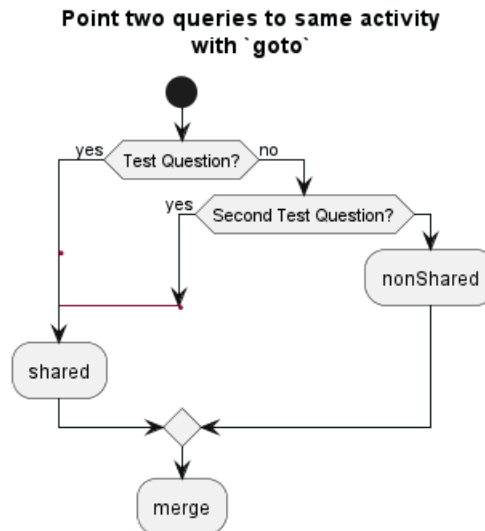 Point two queries to same activity
with `goto`
yes
Test Question?
no
yes
Second Test Question?
nonShared
shared
merge